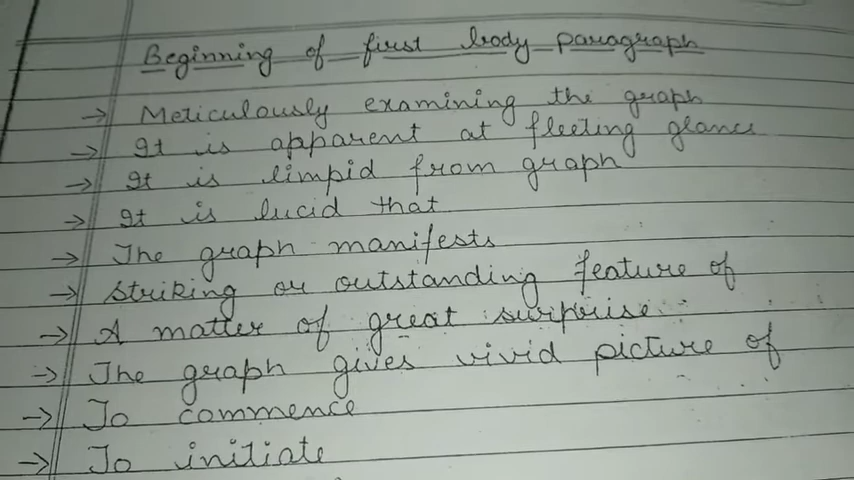 Beginning of first body paragraph
→ Meticulously examining the graph
→ It is apparent at fleeting glance
→ It is limpid from graph
→ It is lucid that
→ The graph manifests
→ Striking or outstanding feature of
→ A matter of great surprise
→ The graph gives vivid picture of
→ To commence
→ To initiate